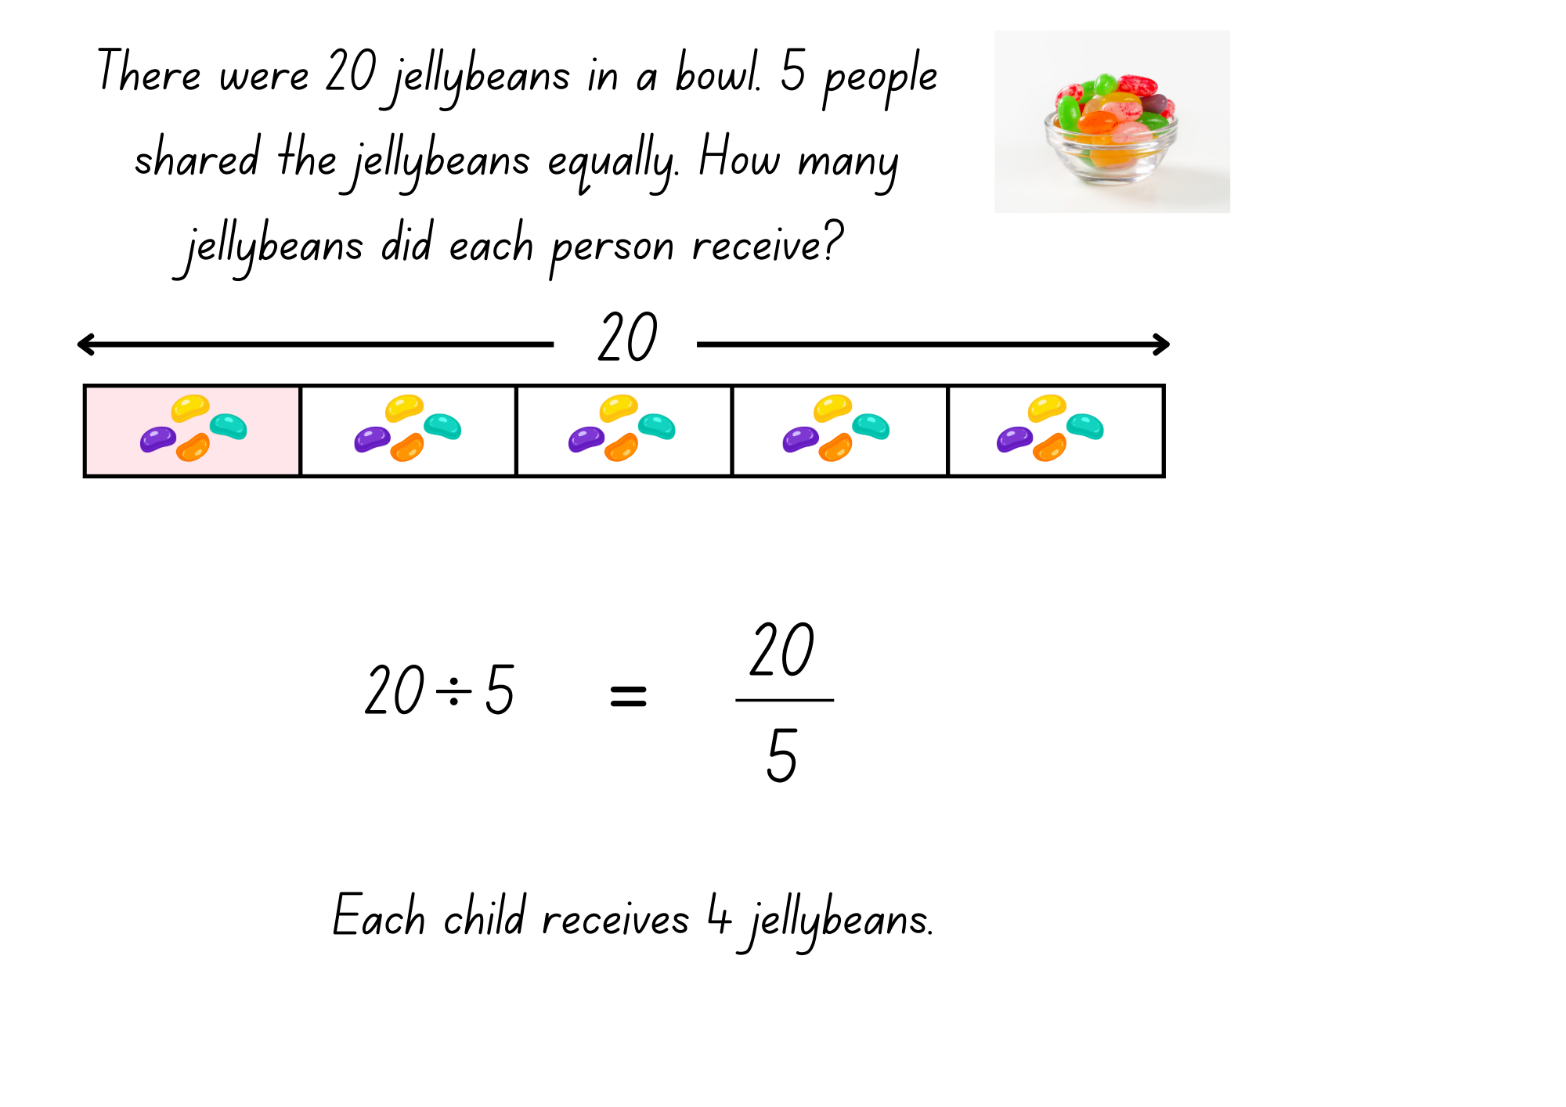 There were 20 jellybeans in a bowl. 5 people
shared the jellybeans equally. How many
jellybeans did each person receive?
20
20 ÷ 5 = 20
5
Each child receives 4 jellybeans.